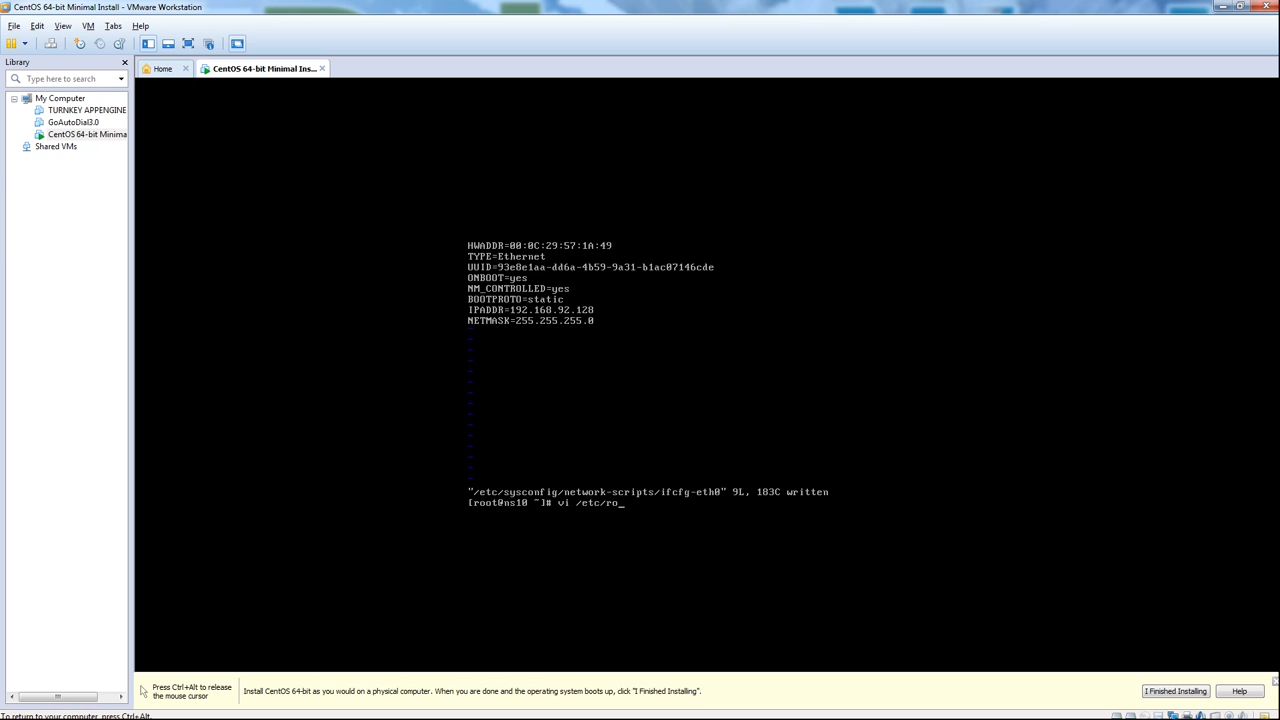 CentOS 64-bit Minimal Install - VMware Workstation
File Edit View VM Tabs Help
Library
Home
CentOS 64-bit Minimal Ins...
Type here to search
My Computer
TURNKEY APPENGINE
GoAutoDial3.0
CentOS 64-bit Minima
Shared VMs
HWADDR=00:0C:29:57:1A:49
TYPE=Ethernet
UUID=93e8e1aa-dd6a-4b59-9a31-b1ac07146cde
ONBOOT=yes
NM_CONTROLLED=yes
BOOTPROTO=static
IPADDR=192.168.92.128
NETMASK=255.255.255.0
~
~
~
~
~
~
~
~
~
~
~
~
~
~
"/etc/sysconfig/network-scripts/ifcfg-eth0" 9L, 183C written
[root@ns10 ~]# vi /etc/ro_
Press Ctrl+Alt to release
the mouse cursor
Install CentOS 64-bit as you would on a physical computer. When you are done and the operating system boots up, click "I Finished Installing".
I Finished Installing
Help
To return to your computer, press Ctrl+Alt.